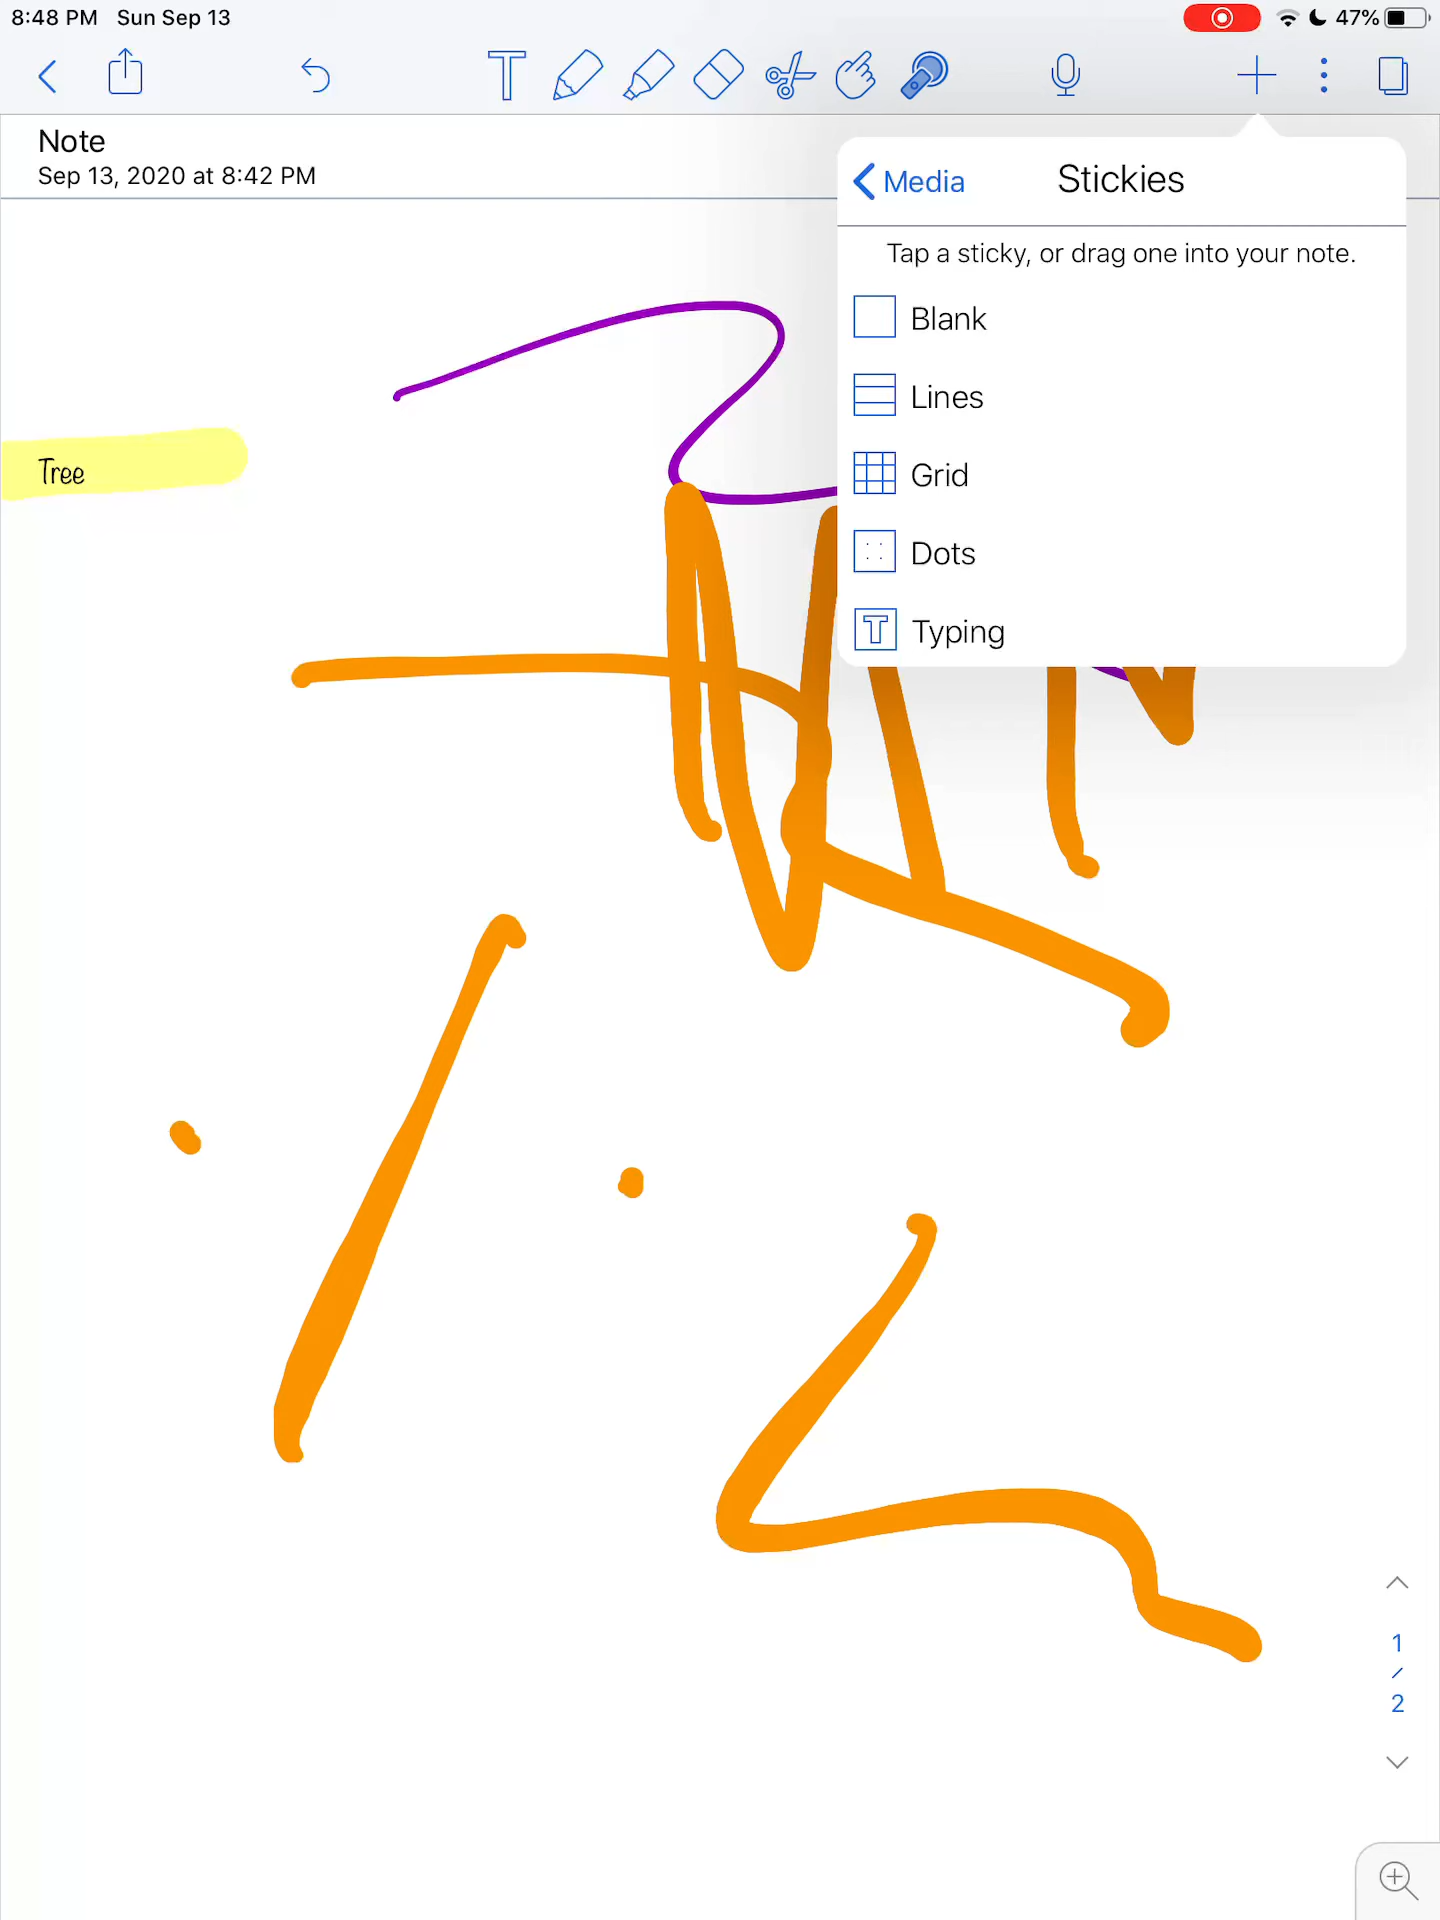 8:48 PM Sun Sep 13
47%
T
Note
Sep 13, 2020 at 8:42 PM
Media
Stickies
Tap a sticky, or drag one into your note.
Blank
Lines
Grid
Dots
T Typing
Tree
1
/
2